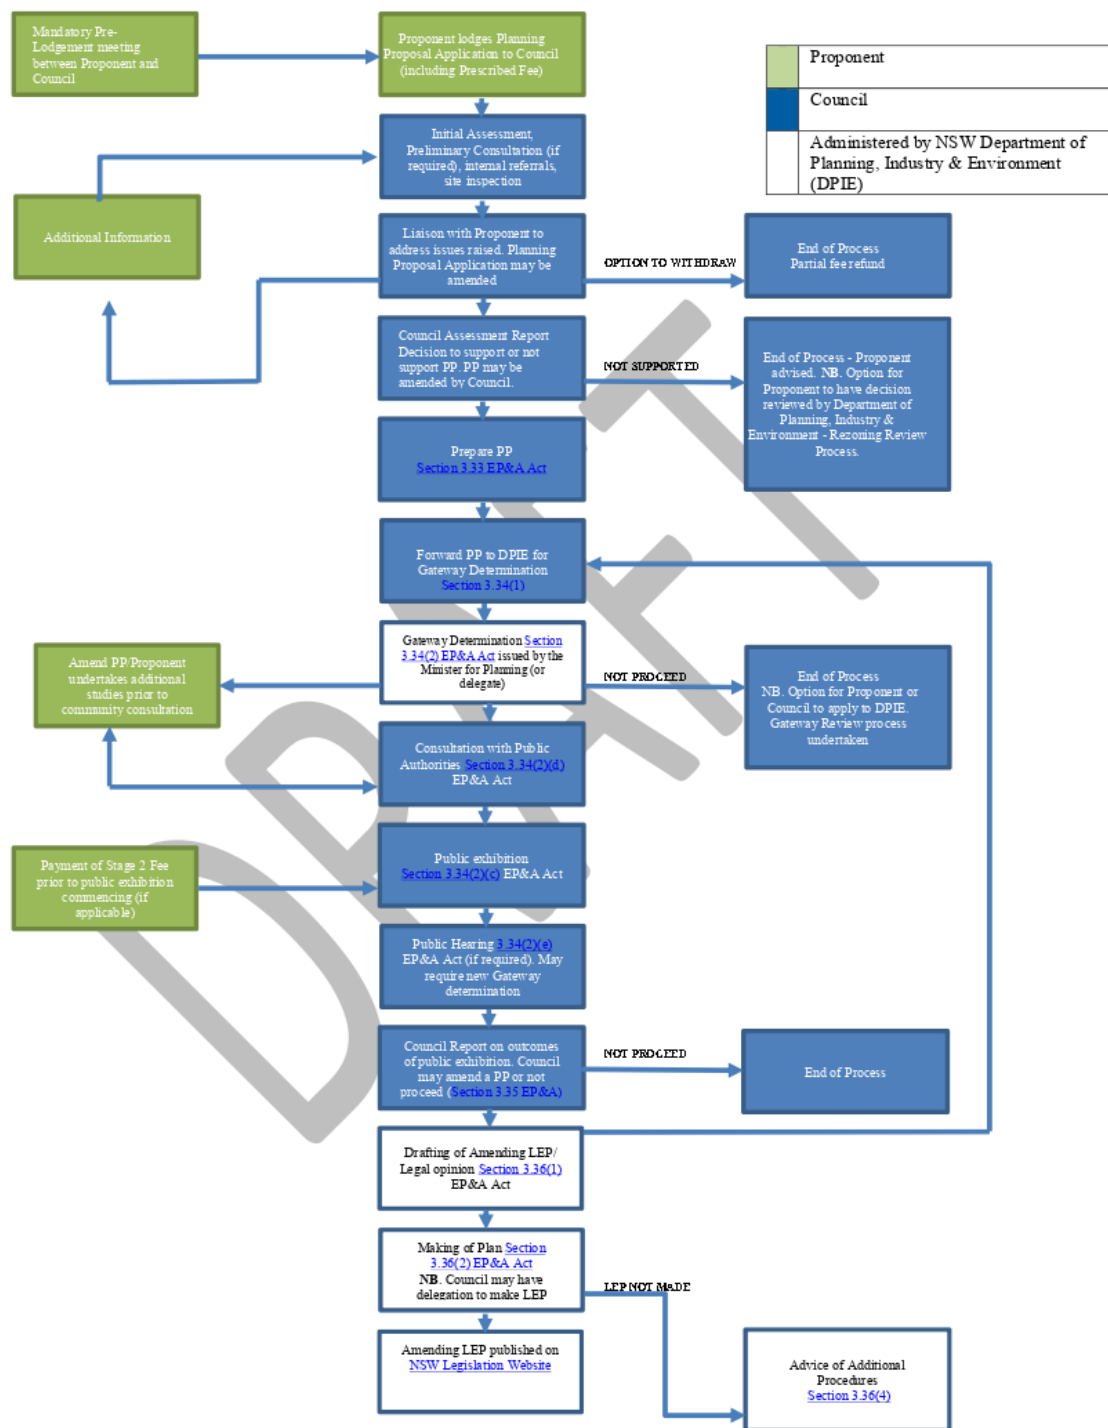 Mandatory Pre-
Lodgement meeting
between Proponent and
Council
Proponent lodges Planning
Proposal Application to Council
(including Prescribed Fee)
Proponent
Council
Administered by NSW Department of
Planning, Industry & Environment
(DPIE)
Initial Assessment,
Preliminary Consultation (if
required), internal referrals,
site inspection
Additional Information
Liaison with Proponent to
address issues raised. Planning
Proposal Application may be
amended
OPTION TO WITHDRAW
End of Process
Partial fee refund
Council Assessment Report
Decision to support or not
support PP. PP may be
amended by Council.
NOT SUPPORTED
End of Process - Proponent
advised. NB. Option for
Proponent to have decision
reviewed by Department of
Planning, Industry &
Environment - Rezoning Review
Process.
Prepare PP
Section 3.33 EP&A Act
Forward PP to DPIE for
Gateway Determination
Section 3.34(1)
Gateway Determination Section
3.34(2) EP&A Act issued by the
Minister for Planning (or
delegate)
Amend PP/Proponent
undertakes additional
studies prior to
community consultation
NOT PROCEED
End of Process
NB. Option for Proponent or
Council to apply to DPIE.
Gateway Review process
undertaken
Consultation with Public
Authorities Section 3.34(2)(d)
EP&A Act
Public exhibition
Section 3.34(2)(c) EP&A Act
Payment of Stage 2 Fee
prior to public exhibition
commencing (if
applicable)
Public Hearing 3.34(2)(e)
EP&A Act (if required). May
require new Gateway
determination
Council Report on outcomes
of public exhibition. Council
may amend a PP or not
proceed (Section 3.35 EP&A)
NOT PROCEED
End of Process
Drafting of Amending LEP/
Legal opinion Section 3.36(1)
EP&A Act
Making of Plan Section
3.36(2) EP&A Act
NB. Council may have
delegation to make LEP
LEP NOT MADE
Amending LEP published on
NSW Legislation Website
Advice of Additional
Procedures
Section 3.36(4)
DRAFT